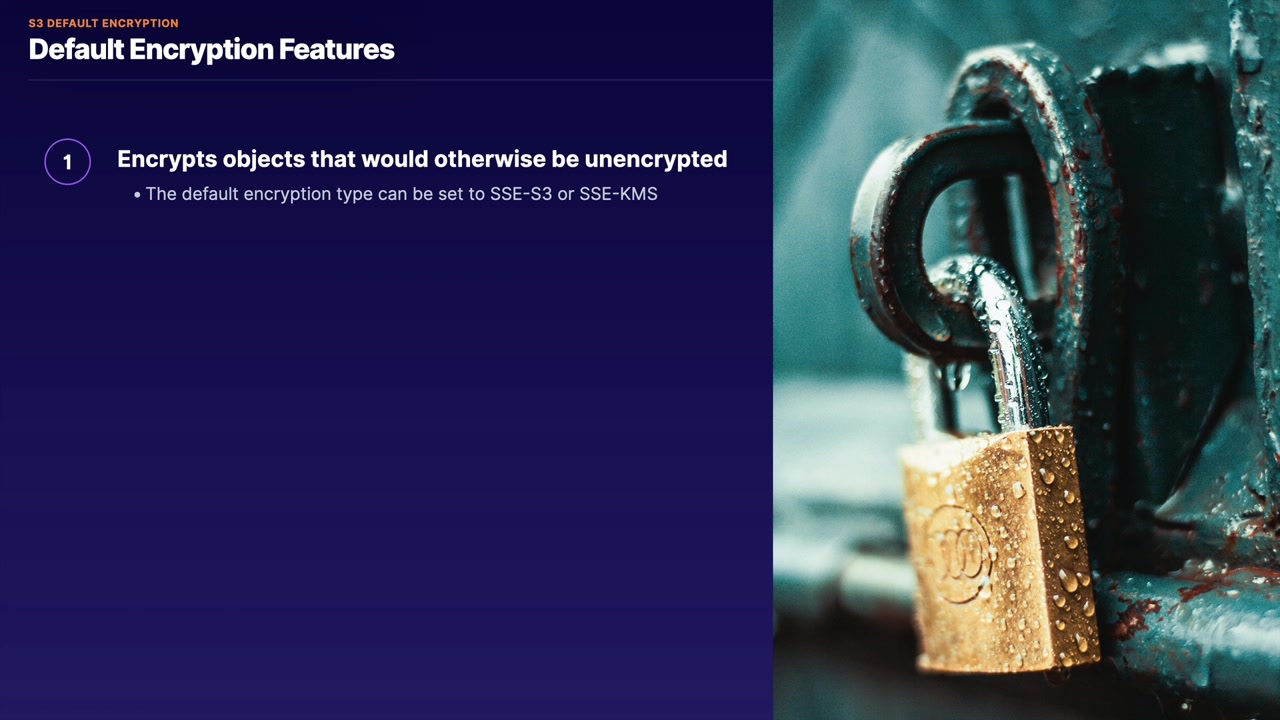 S3 DEFAULT ENCRYPTION
Default Encryption Features
1
Encrypts objects that would otherwise be unencrypted
• The default encryption type can be set to SSE-S3 or SSE-KMS